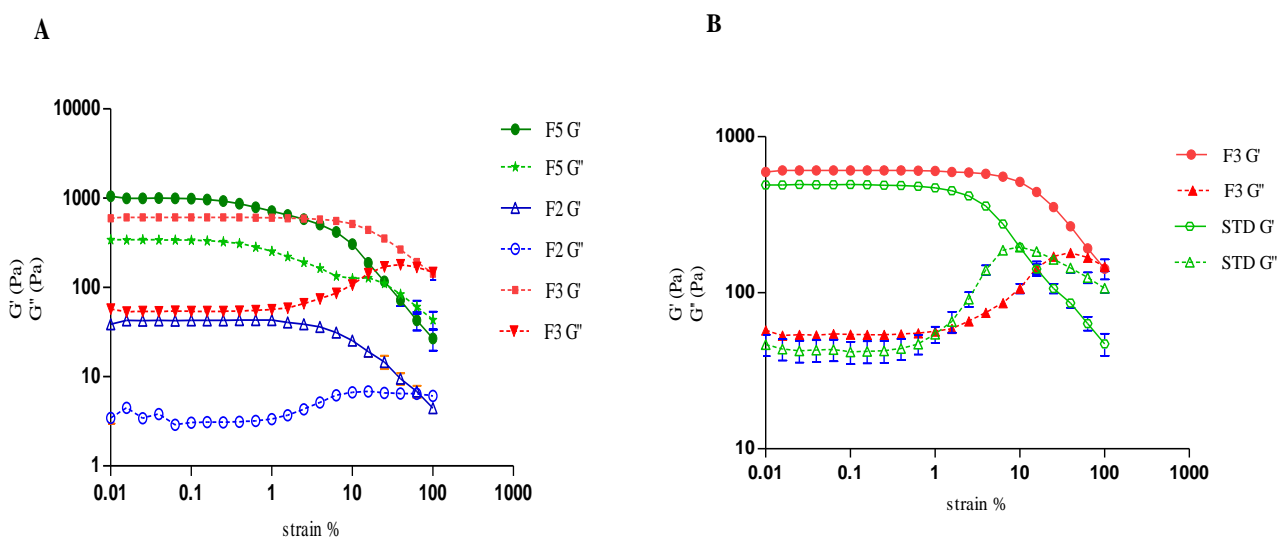 A
10000
1000
100
10
1
0.01
0.1
1
10
100
1000
G' (Pa)
G'' (Pa)
strain %
F5 G'
F5 G''
F2 G'
F2 G''
F3 G'
F3 G''
B
1000
100
10
0.01
0.1
1
10
100
1000
G' (Pa)
G'' (Pa)
strain %
F3 G'
F3 G''
STD G'
STD G''